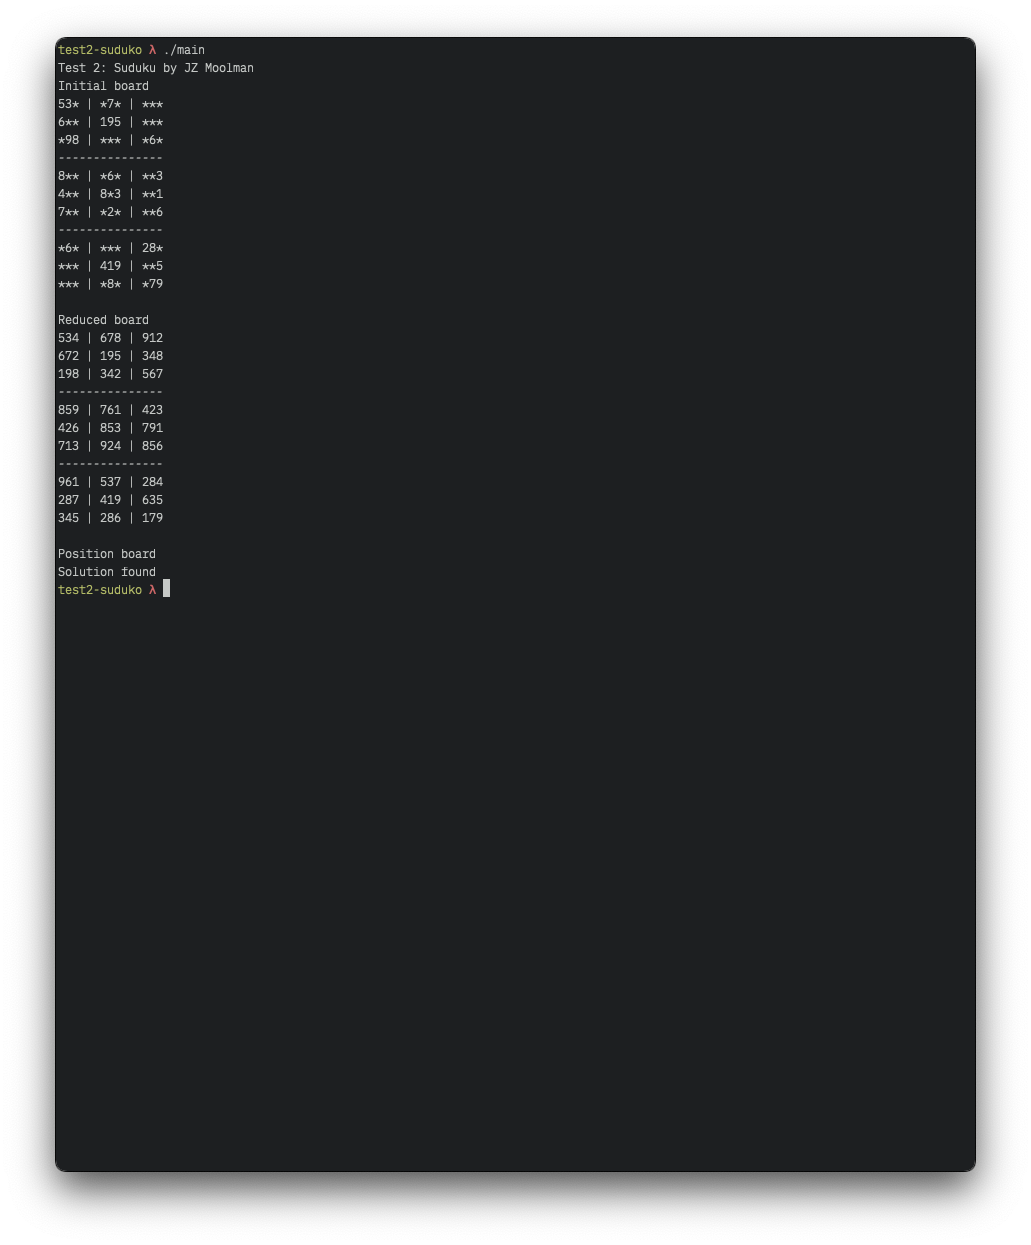 test2-suduko λ ./main
Test 2: Suduku by JZ Moolman
Initial board
53* | *7* | ***
6** | 195 | ***
*98 | *** | *6*
---------------
8** | *6* | **3
4** | 8*3 | **1
7** | *2* | **6
---------------
*6* | *** | 28*
*** | 419 | **5
*** | *8* | *79

Reduced board
534 | 678 | 912
672 | 195 | 348
198 | 342 | 567
---------------
859 | 761 | 423
426 | 853 | 791
713 | 924 | 856
---------------
961 | 537 | 284
287 | 419 | 635
345 | 286 | 179

Position board
Solution found
test2-suduko λ